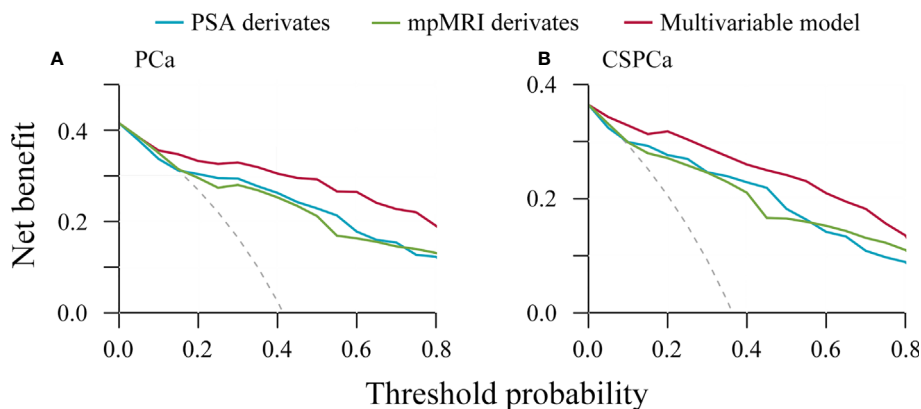 PSA derivates mpMRI derivates Multivariable model
A PCa
B CSPCa
Net benefit
0.4
0.2
0.0
0.0 0.2 0.4 0.6 0.8
0.4
0.2
0.0
0.0 0.2 0.4 0.6 0.8
Threshold probability